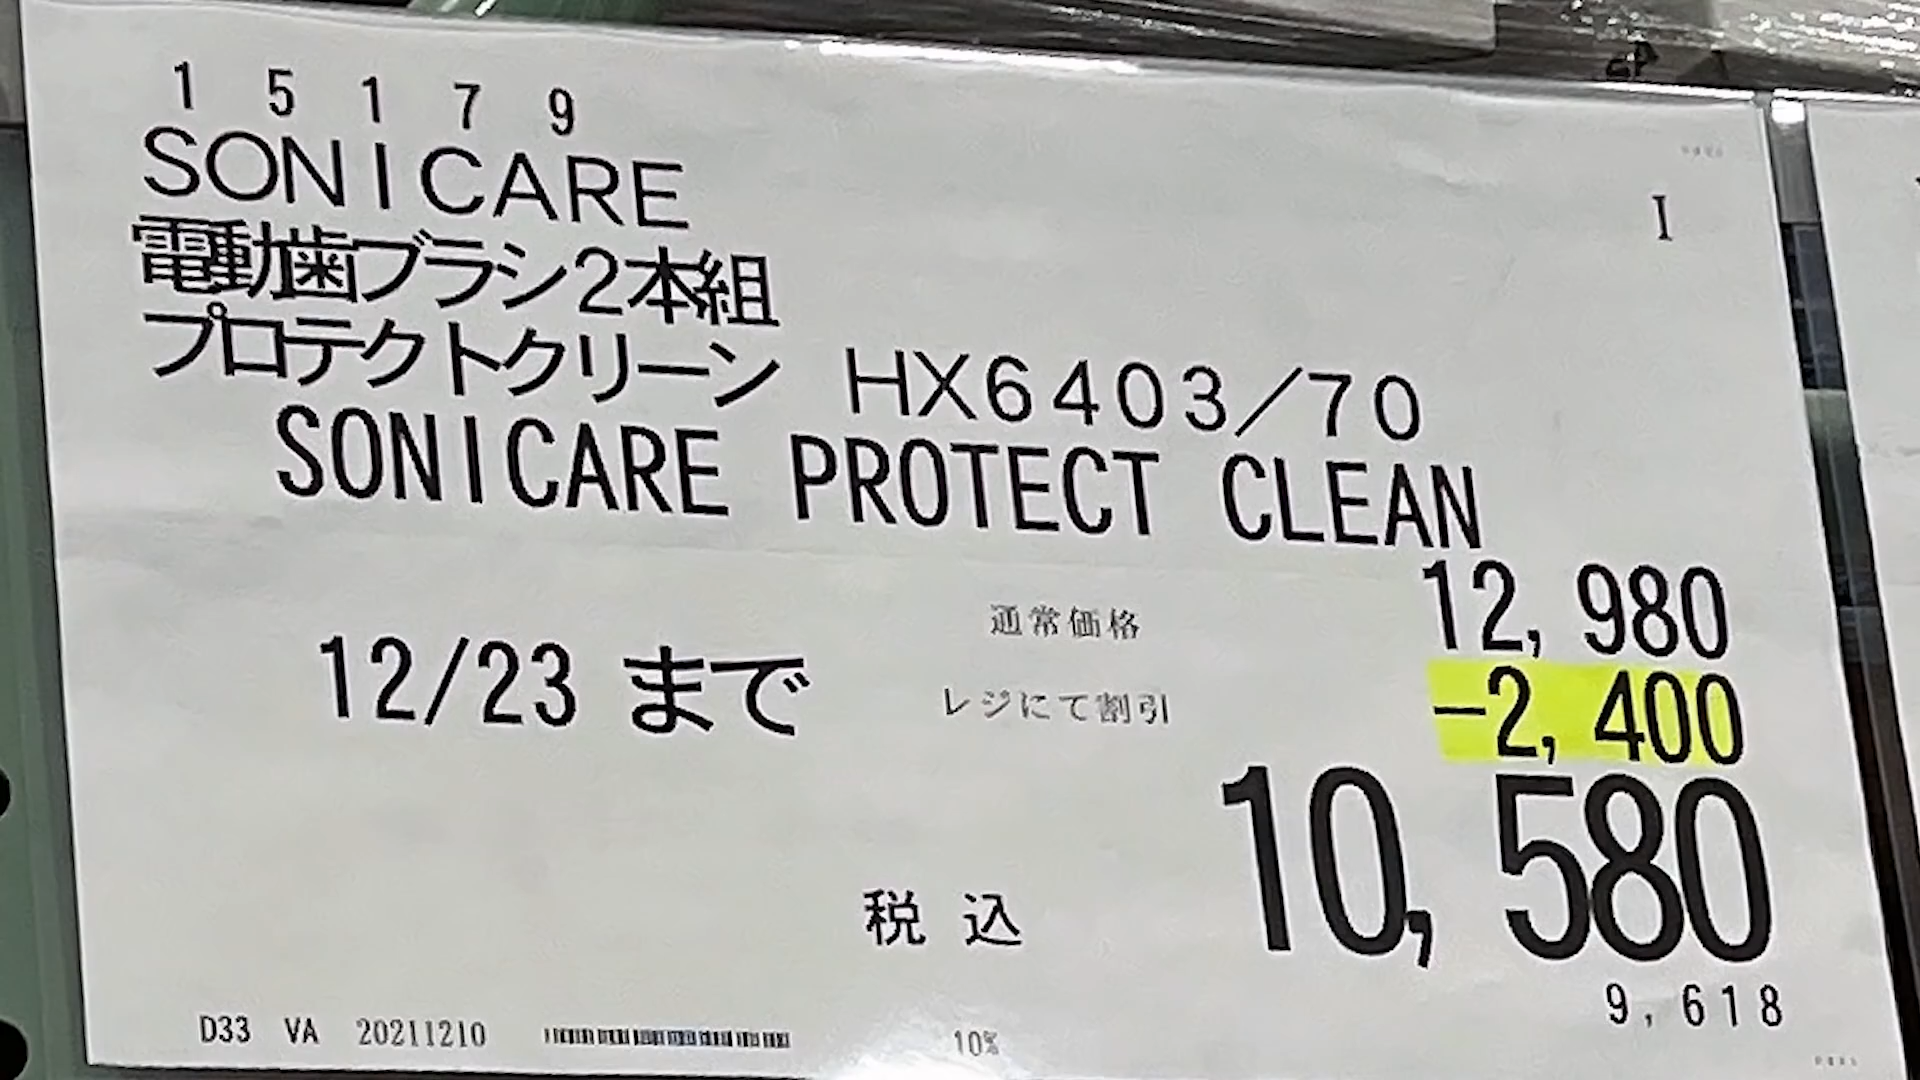 15179
SONICARE
I
電動歯ブラシ2本組
プロテクトクリーン HX6403/70
SONICARE PROTECT CLEAN
通常価格 12,980
12/23 まで レジにて割引 -2,400
税込 10,580
9,618
D33 VA 20211210 10%